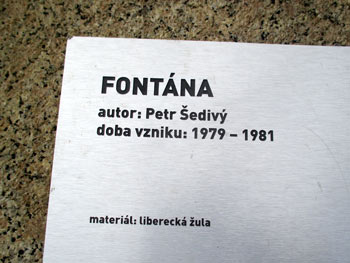 FONTÁNA
autor: Petr Šedivý
doba vzniku: 1979 – 1981
materiál: liberecká žula